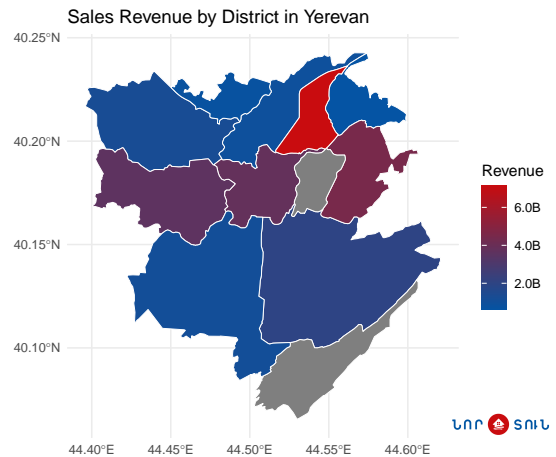 Sales Revenue by District in Yerevan
40.25°N
40.20°N
40.15°N
40.10°N
44.40°E 44.45°E 44.50°E 44.55°E 44.60°E
Revenue
6.0B
4.0B
2.0B
ՆՈՐ ՏՈՒՆ